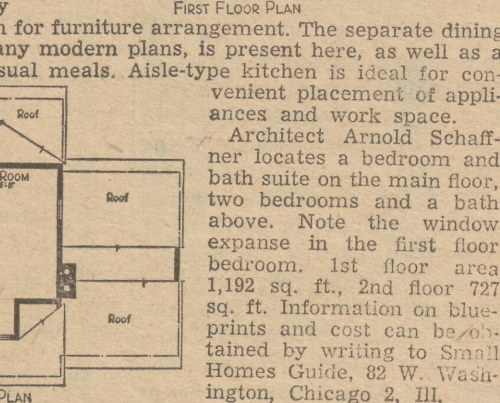 y
FIRST FLOOR PLAN
n for furniture arrangement. The separate dining
any modern plans, is present here, as well as a
sual meals. Aisle-type kitchen is ideal for con-
venient placement of appli-
ances and work space.
Architect Arnold Schaff-
ner locates a bedroom and
bath suite on the main floor,
two bedrooms and a bath
above. Note the window
expanse in the first floor
bedroom. 1st floor area
1,192 sq. ft., 2nd floor 727
sq. ft. Information on blue-
prints and cost can be ob-
tained by writing to Small
Homes Guide, 82 W. Wash-
ington, Chicago 2, Ill.
Roof
ROOM
Roof
Roof
PLAN